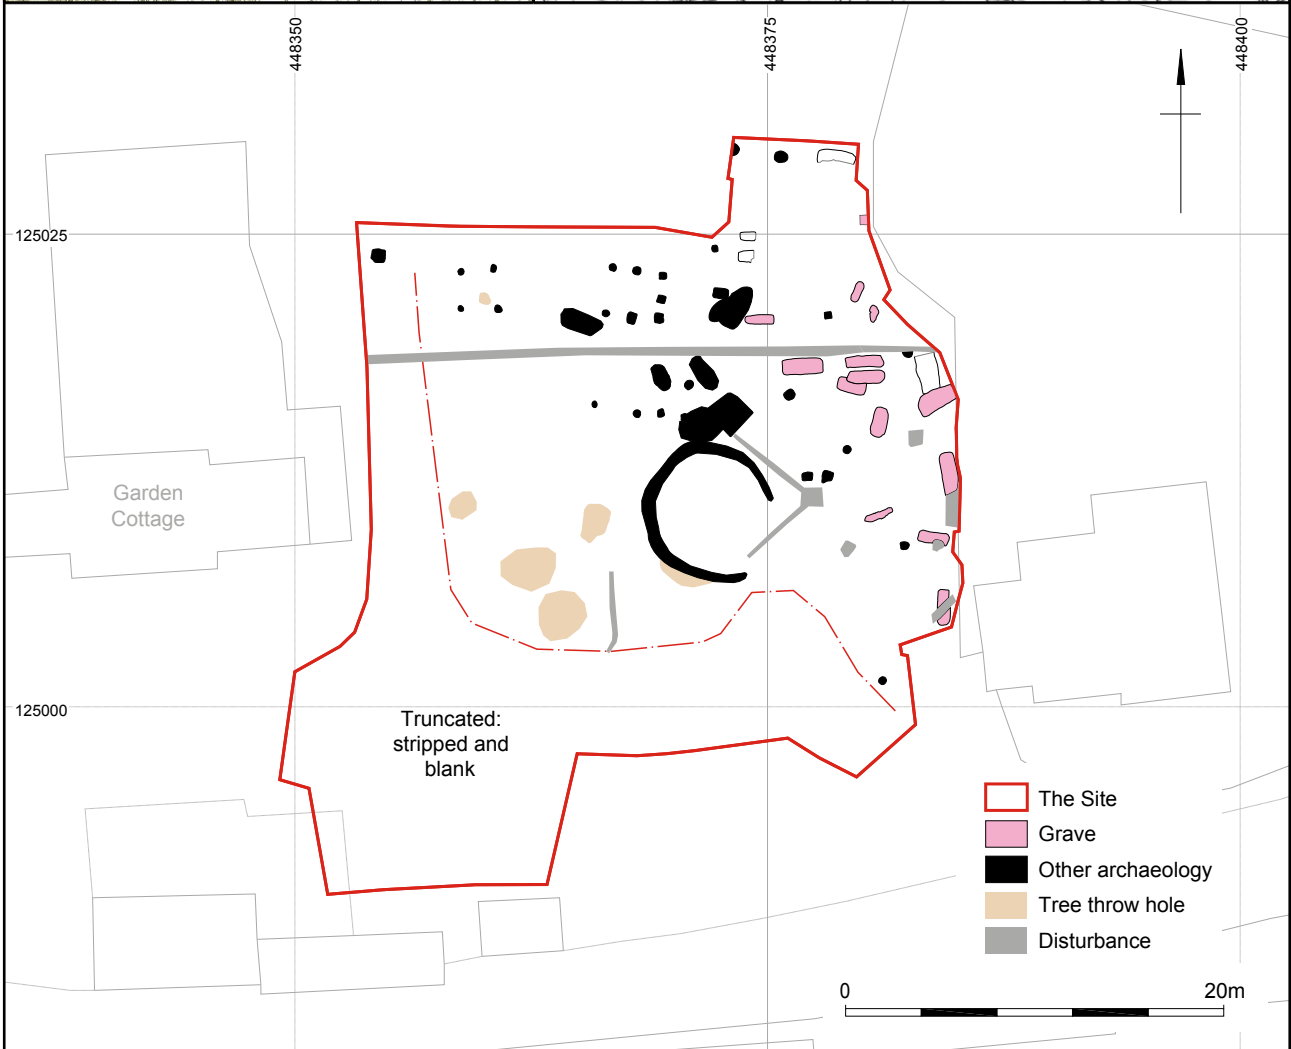 448350
448375
448400
125025
Garden
Cottage
125000
Truncated:
stripped and
blank
The Site
Grave
Other archaeology
Tree throw hole
Disturbance
0
20m